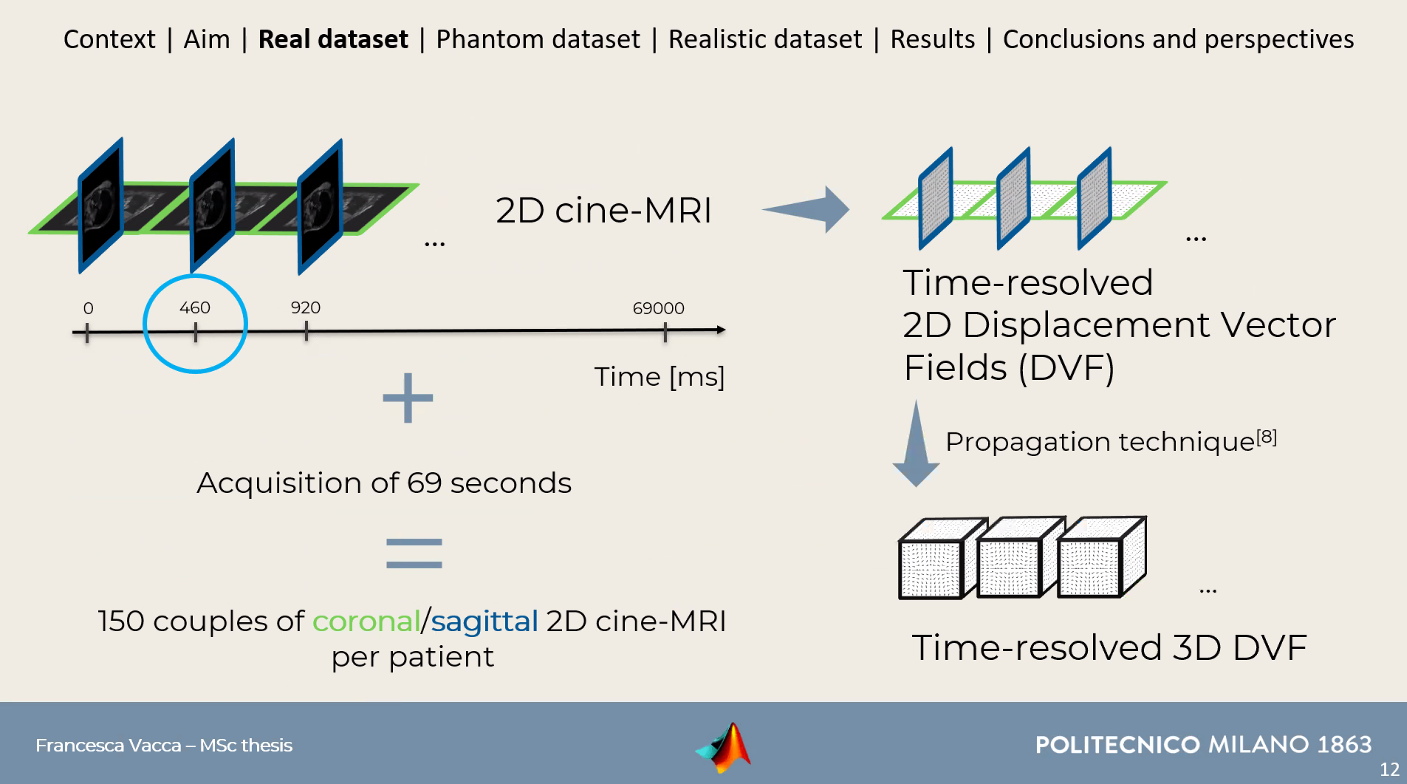 Context | Aim | Real dataset | Phantom dataset | Realistic dataset | Results | Conclusions and perspectives
2D cine-MRI
...
0 460 920 69000
Time [ms]
+
Acquisition of 69 seconds
=
150 couples of coronal/sagittal 2D cine-MRI
per patient
...
Time-resolved
2D Displacement Vector
Fields (DVF)
Propagation technique[8]
...
Time-resolved 3D DVF
Francesca Vacca – MSc thesis
POLITECNICO MILANO 1863
12